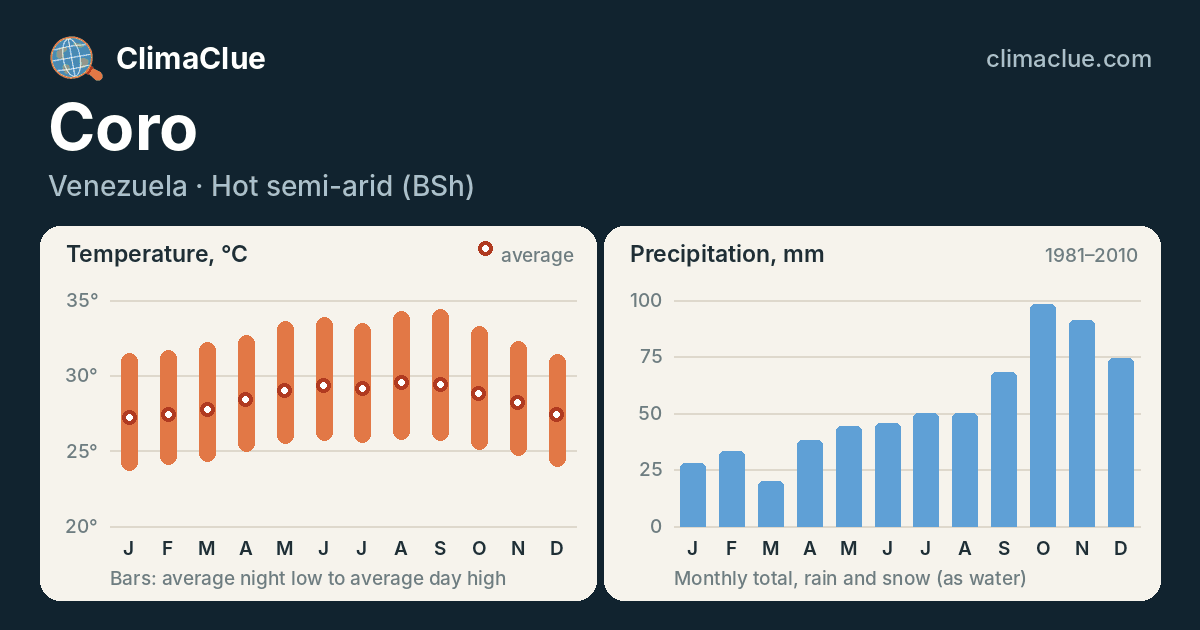 ClimaClue
climaclue.com
Coro
Venezuela · Hot semi-arid (BSh)
Temperature, °C
average
35°
30°
25°
20°
J F M A M J J A S O N D
Bars: average night low to average day high
Precipitation, mm
1981–2010
100
75
50
25
0
J F M A M J J A S O N D
Monthly total, rain and snow (as water)